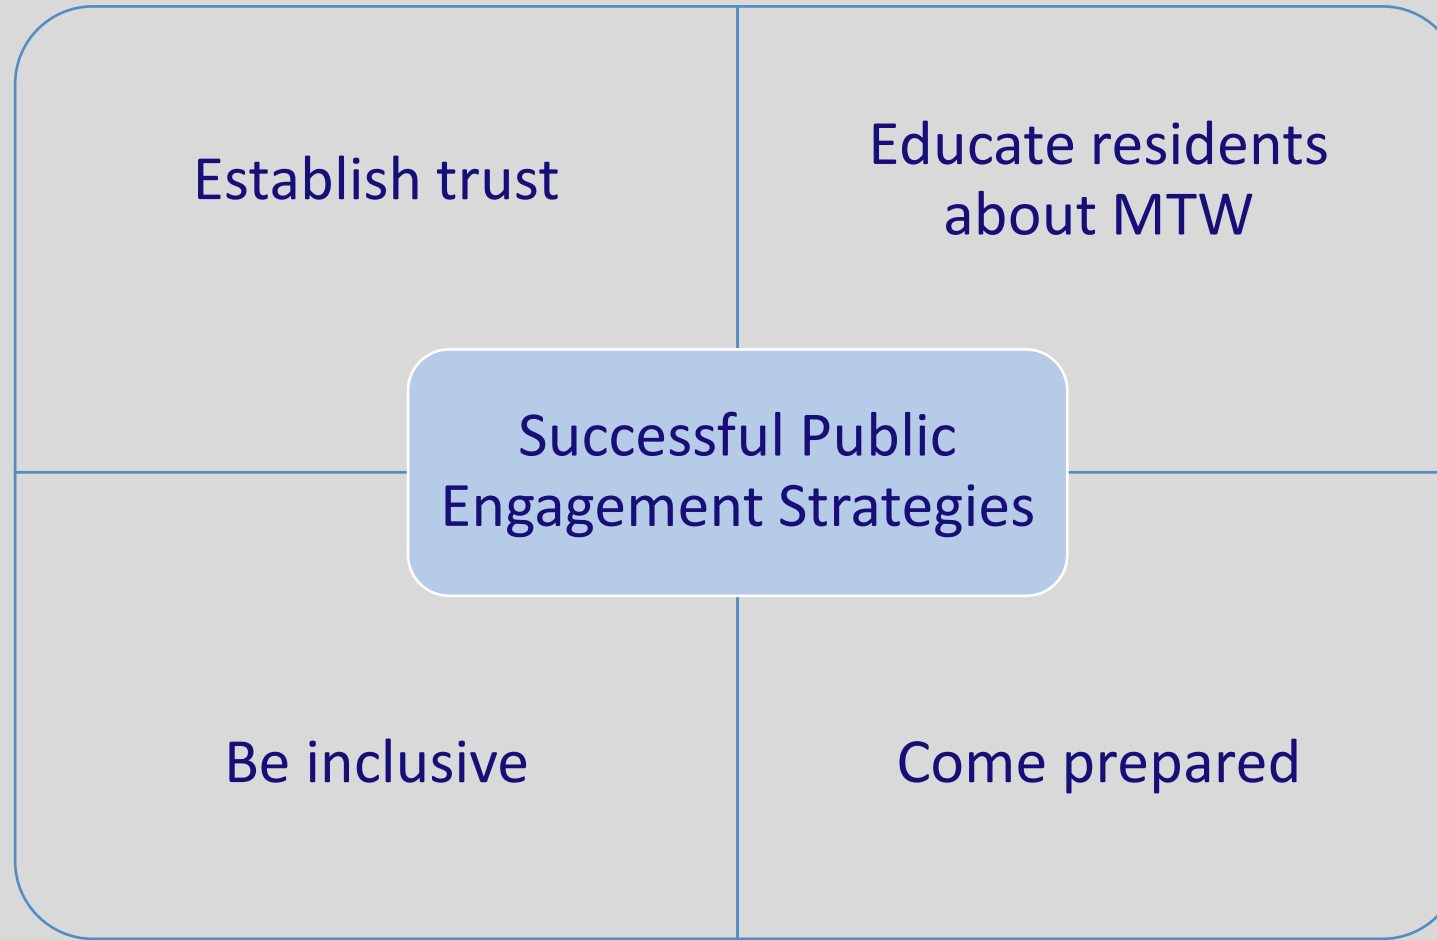 Establish trust
Educate residents
about MTW
Successful Public
Engagement Strategies
Be inclusive
Come prepared